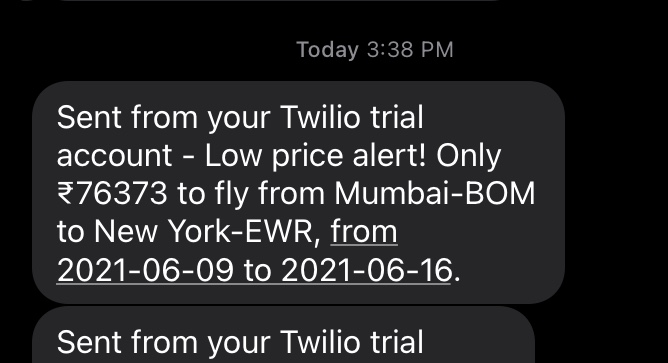 Today 3:38 PM
Sent from your Twilio trial
account - Low price alert! Only
₹76373 to fly from Mumbai-BOM
to New York-EWR, from
2021-06-09 to 2021-06-16.
Sent from your Twilio trial